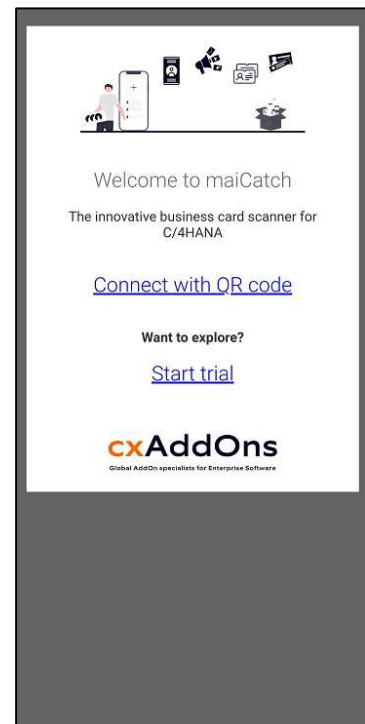 Welcome to maiCatch
The innovative business card scanner for
C/4HANA
Connect with QR code
Want to explore?
Start trial
cxAddOns
Global AddOn specialists for Enterprise Software